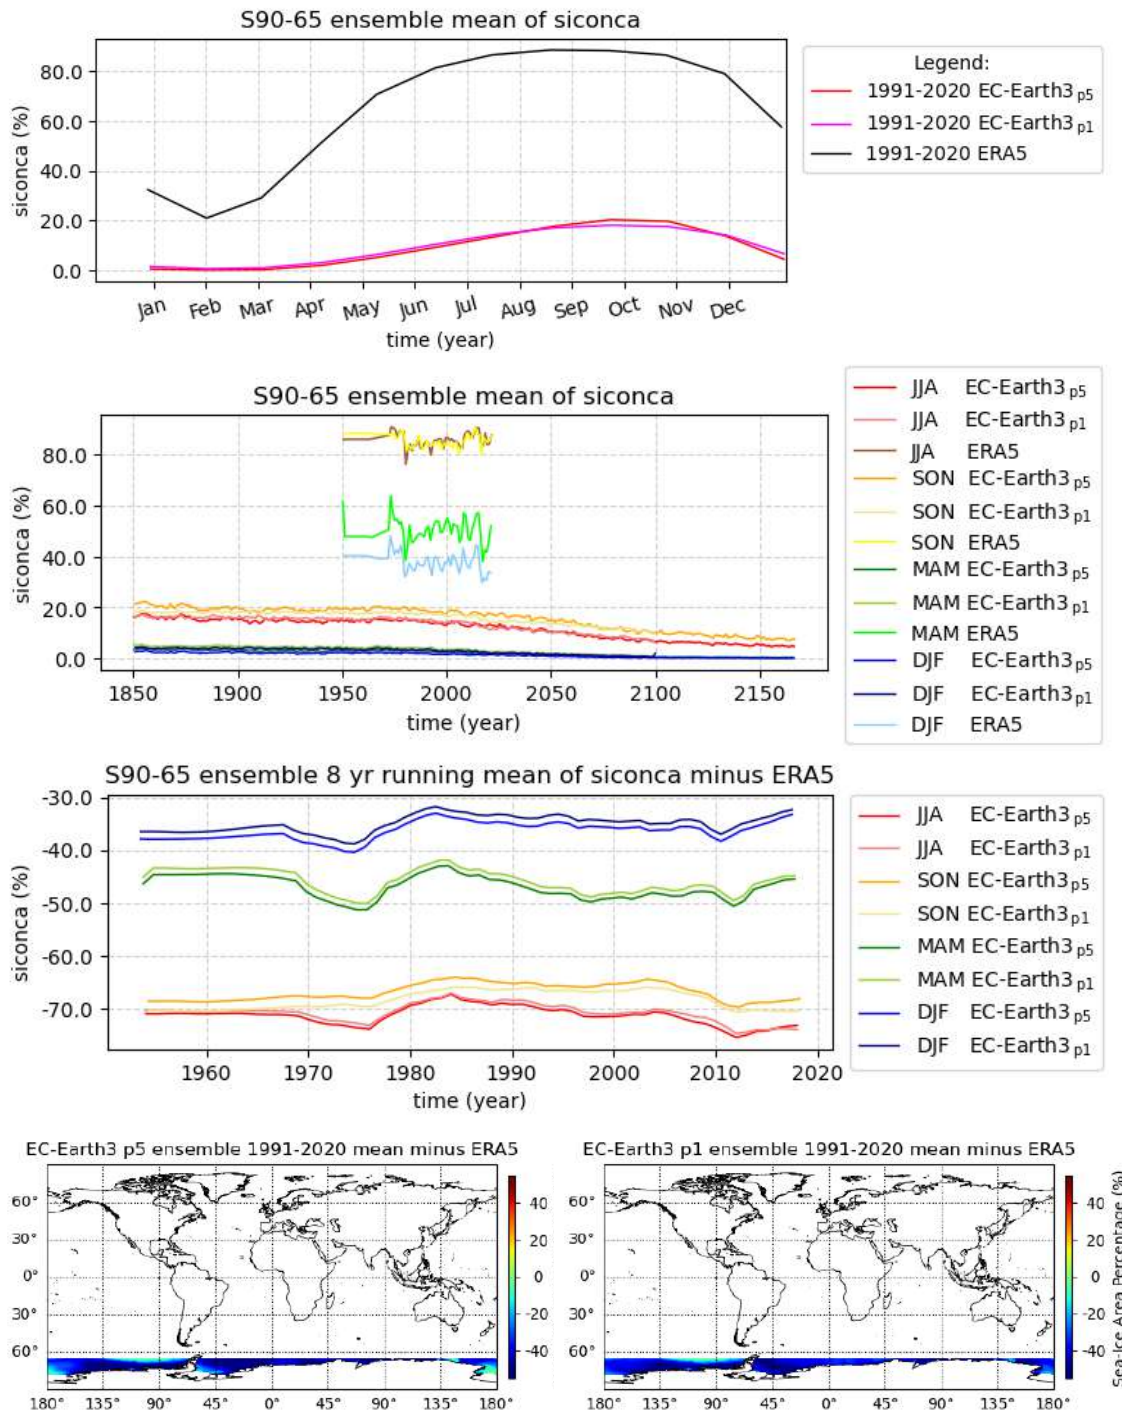 S90-65 ensemble mean of siconca
siconca (%)
80.0
60.0
40.0
20.0
0.0
Jan Feb Mar Apr May Jun Jul Aug Sep Oct Nov Dec
time (year)
Legend:
1991-2020 EC-Earth3 p5
1991-2020 EC-Earth3 p1
1991-2020 ERA5
S90-65 ensemble mean of siconca
siconca (%)
80.0
60.0
40.0
20.0
0.0
1850 1900 1950 2000 2050 2100 2150
time (year)
JJA EC-Earth3 p5
JJA EC-Earth3 p1
JJA ERA5
SON EC-Earth3 p5
SON EC-Earth3 p1
SON ERA5
MAM EC-Earth3 p5
MAM EC-Earth3 p1
MAM ERA5
DJF EC-Earth3 p5
DJF EC-Earth3 p1
DJF ERA5
S90-65 ensemble 8 yr running mean of siconca minus ERA5
siconca (%)
-30.0
-40.0
-50.0
-60.0
-70.0
1960 1970 1980 1990 2000 2010 2020
time (year)
JJA EC-Earth3 p5
JJA EC-Earth3 p1
SON EC-Earth3 p5
SON EC-Earth3 p1
MAM EC-Earth3 p5
MAM EC-Earth3 p1
DJF EC-Earth3 p5
DJF EC-Earth3 p1
EC-Earth3 p5 ensemble 1991-2020 mean minus ERA5
60°
30°
0°
30°
60°
180° 135° 90° 45° 0° 45° 90° 135° 180°
40
20
0
-20
-40
EC-Earth3 p1 ensemble 1991-2020 mean minus ERA5
60°
30°
0°
30°
60°
180° 135° 90° 45° 0° 45° 90° 135° 180°
40
20
0
-20
-40
Sea-Ice Area Percentage (%)